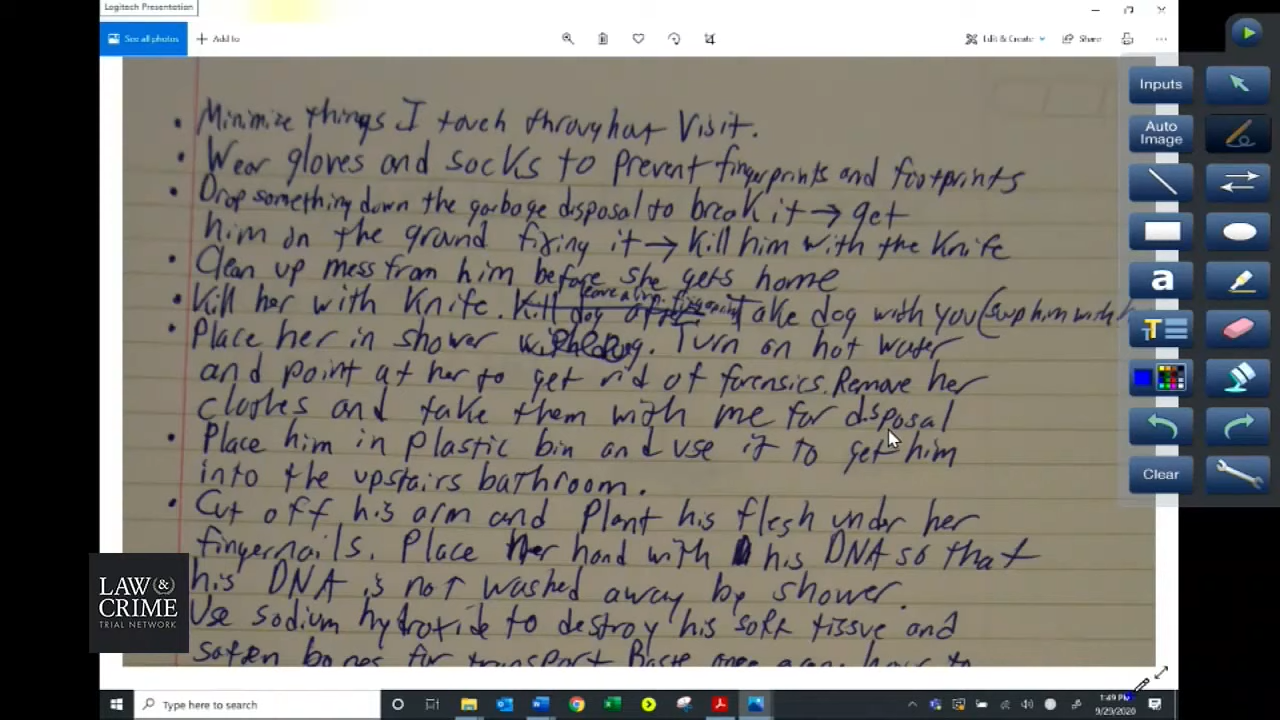 Logitech Presentation
See all photos
Add to
Edit & Create
Share
Inputs
Auto
Image
a
T
Clear
• Minimize things I touch throughout Visit.
• Wear gloves and socks to prevent fingerprints and footprints
• Drop something down the garbage disposal to break it → get
him on the ground fixing it → kill him with the knife
• Clean up mess from him before she gets home
• Kill her with knife. Kill dog Take dog with you (
• Place her in shower. Turn on hot water
and point at her to get rid of forensics. Remove her
clothes and take them with me for disposal
• Place him in plastic bin and use it to get him
into the upstairs bathroom.
• Cut off his arm and Plant his flesh under her
fingernails. Place her hand with his DNA so that
his DNA is not washed away by shower.
Use sodium hydroxide to destroy his soft tissue and
soften bones for transport
LAW &
CRIME
TRIAL NETWORK
Type here to search
1:49 PM
9/29/2020